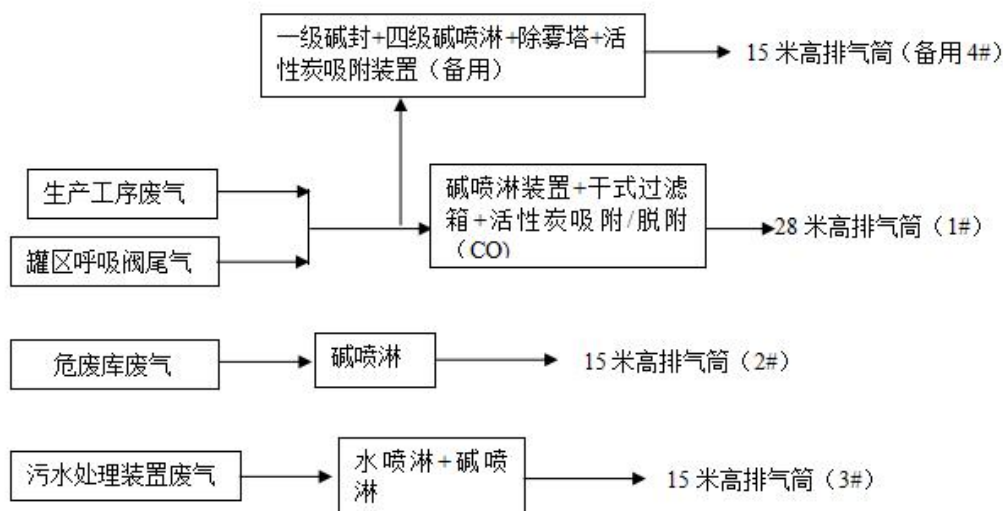 一级碱封+四级碱喷淋+除雾塔+活
性炭吸附装置（备用）
15 米高排气筒（备用 4#）
生产工序废气
罐区呼吸阀尾气
碱喷淋装置+干式过滤
箱+活性炭吸附/脱附
（CO）
28 米高排气筒（1#）
危废库废气
碱喷淋
15 米高排气筒（2#）
污水处理装置废气
水喷淋+碱喷
淋
15 米高排气筒（3#）